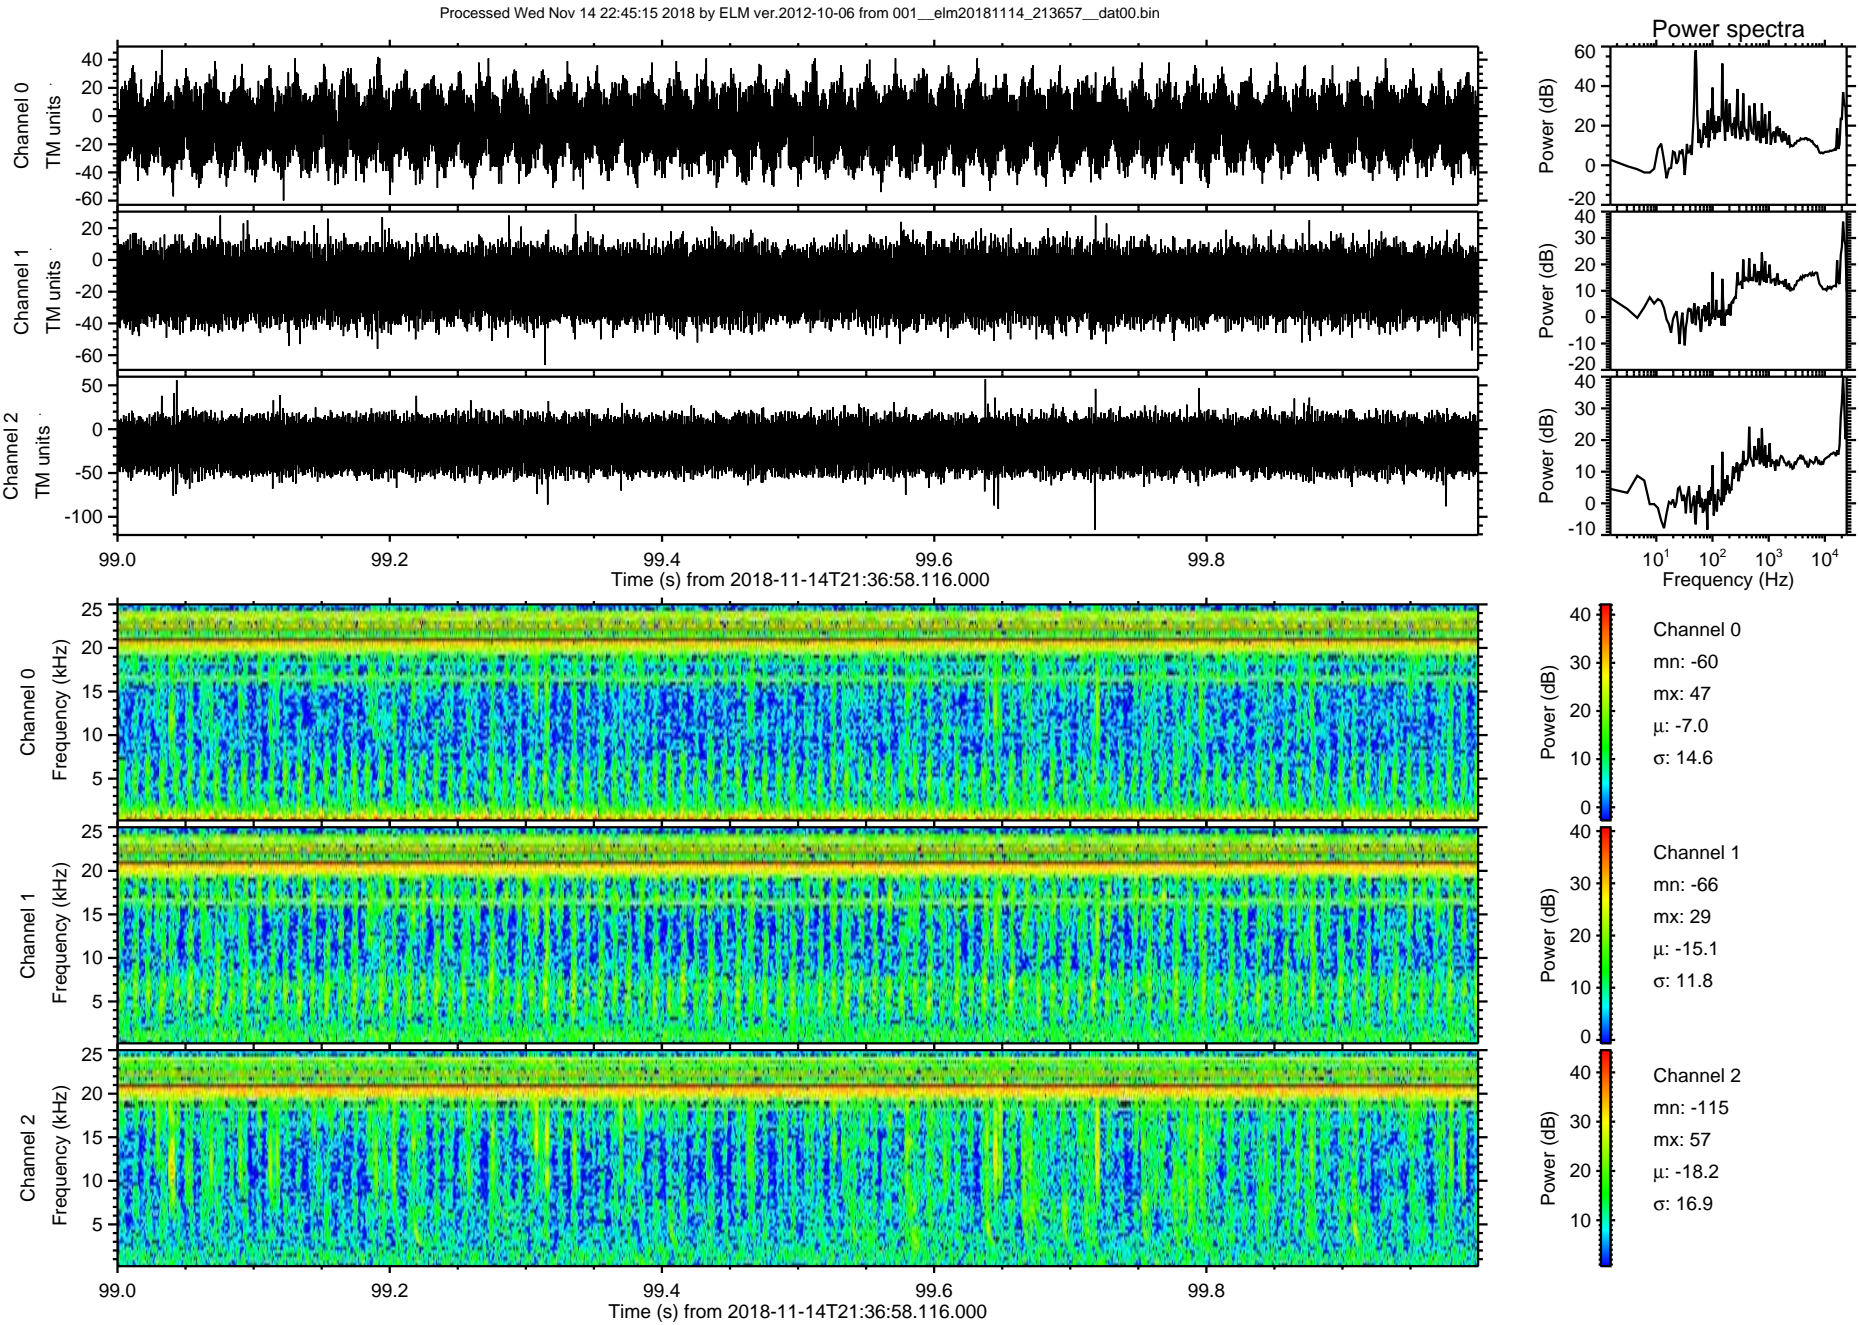 Processed Wed Nov 14 22:45:15 2018 by ELM ver.2012-10-06 from 001__elm20181114_213657__dat00.bin
Power spectra
Channel 0
TM units
40
20
0
-20
-40
-60
Power (dB)
60
40
20
0
-20
Channel 1
TM units
20
0
-20
-40
-60
Power (dB)
40
30
20
10
0
-10
-20
Channel 2
TM units
50
0
-50
-100
Power (dB)
40
30
20
10
0
-10
99.0 99.2 99.4 99.6 99.8
Time (s) from 2018-11-14T21:36:58.116.000
10¹ 10² 10³ 10⁴
Frequency (Hz)
Channel 0
Frequency (kHz)
25
20
15
10
5
Power (dB)
40
30
20
10
0
Channel 0
mn: -60
mx: 47
µ: -7.0
σ: 14.6
Channel 1
Frequency (kHz)
25
20
15
10
5
Power (dB)
40
30
20
10
0
Channel 1
mn: -66
mx: 29
µ: -15.1
σ: 11.8
Channel 2
Frequency (kHz)
25
20
15
10
5
Power (dB)
40
30
20
10
Channel 2
mn: -115
mx: 57
µ: -18.2
σ: 16.9
99.0 99.2 99.4 99.6 99.8
Time (s) from 2018-11-14T21:36:58.116.000